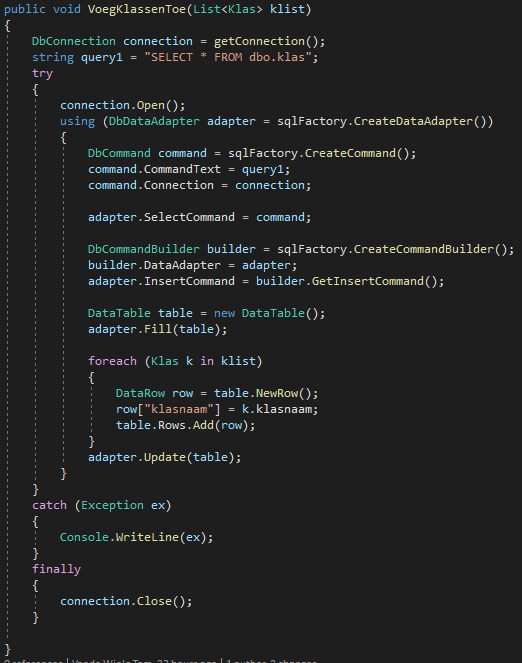 public void VoegKlassenToe(List<Klas> klist)
{
DbConnection connection = getConnection();
string query1 = "SELECT * FROM dbo.klas";
try
{
connection.Open();
using (DbDataAdapter adapter = sqlFactory.CreateDataAdapter())
{
DbCommand command = sqlFactory.CreateCommand();
command.CommandText = query1;
command.Connection = connection;
adapter.SelectCommand = command;
DbCommandBuilder builder = sqlFactory.CreateCommandBuilder();
builder.DataAdapter = adapter;
adapter.InsertCommand = builder.GetInsertCommand();
DataTable table = new DataTable();
adapter.Fill(table);
foreach (Klas k in klist)
{
DataRow row = table.NewRow();
row["klasnaam"] = k.klasnaam;
table.Rows.Add(row);
}
adapter.Update(table);
}
}
catch (Exception ex)
{
Console.WriteLine(ex);
}
finally
{
connection.Close();
}
}